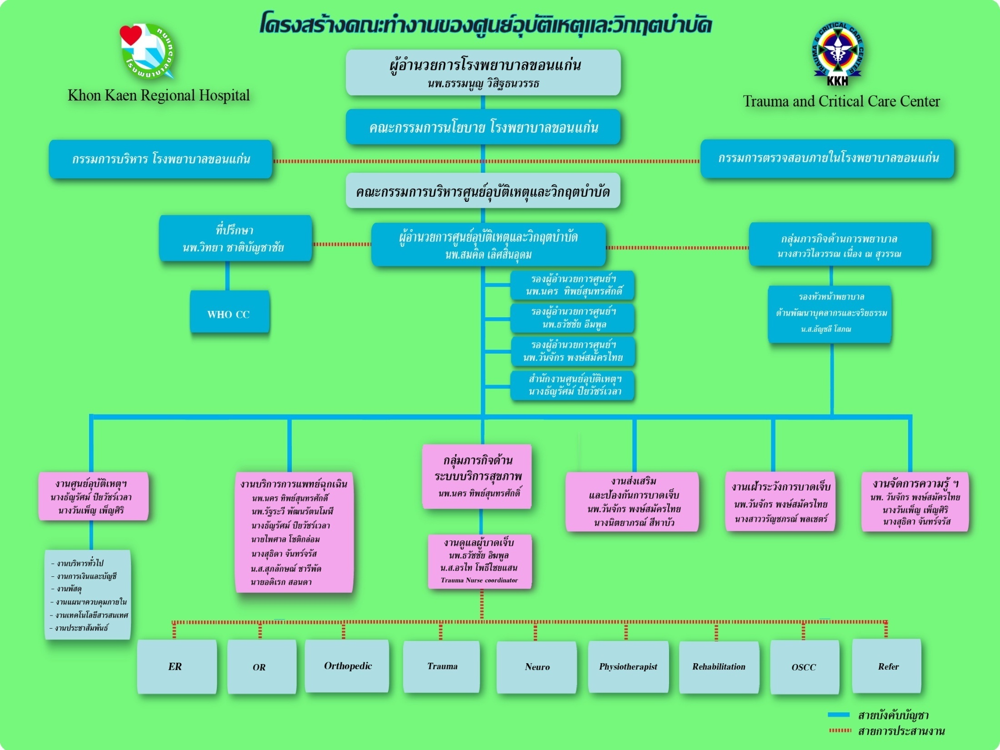 โครงสร้างคณะทำงานของศูนย์อุบัติเหตุและวิกฤตบำบัด
โรงพยาบาลขอนแก่น
Khon Kaen Regional Hospital
TRAUMA & CRITICAL CARE CENTER
KKH
Trauma and Critical Care Center
ผู้อำนวยการโรงพยาบาลขอนแก่น
นพ.ธรรมนูญ วิสิฐธนวรรธ
คณะกรรมการนโยบาย โรงพยาบาลขอนแก่น
กรรมการบริหาร โรงพยาบาลขอนแก่น
กรรมการตรวจสอบภายในโรงพยาบาลขอนแก่น
คณะกรรมการบริหารศูนย์อุบัติเหตุและวิกฤตบำบัด
ที่ปรึกษา
นพ.วิทยา ชาติบัญชาชัย
ผู้อำนวยการศูนย์อุบัติเหตุและวิกฤตบำบัด
นพ.สมคิด เลิศสินอุดม
กลุ่มภารกิจด้านการพยาบาล
นางสาววิไลวรรณ เนื่อง ณ สุวรรณ
WHO CC
รองผู้อำนวยการศูนย์ฯ
นพ.นคร ทิพย์สุนทรศักดิ์
รองผู้อำนวยการศูนย์ฯ
นพ.ธวัชชัย อิ่มพูล
รองผู้อำนวยการศูนย์ฯ
นพ.วันจักร พงษ์สมัครไทย
สำนักงานศูนย์อุบัติเหตุฯ
นางธัญรัศม์ ปิยวัชร์เวลา
รองหัวหน้าพยาบาล
ด้านพัฒนาบุคลากรและจริยธรรม
น.ส.อัญชลี โสภณ
งานศูนย์อุบัติเหตุฯ
นางธัญรัศม์ ปิยวัชร์เวลา
นางวันเพ็ญ เพ็ญศิริ
- งานบริหารทั่วไป
- งานการเงินและบัญชี
- งานพัสดุ
- งานแผนฯควบคุมภายใน
- งานเทคโนโลยีสารสนเทศ
- งานประชาสัมพันธ์
งานบริการการแพทย์ฉุกเฉิน
นพ.นคร ทิพย์สุนทรศักดิ์
นพ.รัฐระวี พัฒนรัตนโมฬี
นางธัญรัศม์ ปิยวัชร์เวลา
นายไพศาล โชติกล่อม
นางสุธิดา จันทร์จรัส
น.ส.สุภลักษณ์ ชารีพัด
นายอดิเรก สอนดา
กลุ่มภารกิจด้าน
ระบบบริการสุขภาพ
นพ.นคร ทิพย์สุนทรศักดิ์
งานดูแลผู้บาดเจ็บ
นพ.ธวัชชัย อิมพูล
น.ส.อรไท โพธิ์ไชยแสน
Trauma Nurse coordinator
งานส่งเสริม
และป้องกันการบาดเจ็บ
นพ.วันจักร พงษ์สมัครไทย
นางนิตยาภรณ์ สีหาบัว
งานเฝ้าระวังการบาดเจ็บ
นพ.วันจักร พงษ์สมัครไทย
นางสาววรัญชภรณ์ พลเชตร์
งานจัดการความรู้ ฯ
นพ. วันจักร พงษ์สมัครไทย
นางวันเพ็ญ เพ็ญศิริ
นางสุธิดา จันทร์จรัส
ER
OR
Orthopedic
Trauma
Neuro
Physiotherapist
Rehabilitation
OSCC
Refer
สายบังคับบัญชา
สายการประสานงาน